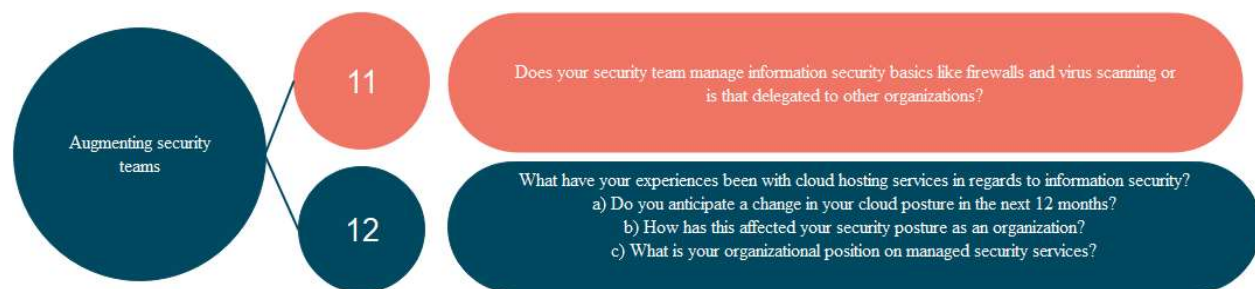 Augmenting security
teams
11
Does your security team manage information security basics like firewalls and virus scanning or
is that delegated to other organizations?
12
What have your experiences been with cloud hosting services in regards to information security?
a) Do you anticipate a change in your cloud posture in the next 12 months?
b) How has this affected your security posture as an organization?
c) What is your organizational position on managed security services?